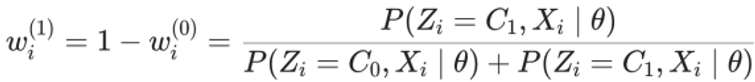 w_i^{(1)} = 1 - w_i^{(0)} = \frac{P(Z_i = C_1, X_i \mid \theta)}{P(Z_i = C_0, X_i \mid \theta) + P(Z_i = C_1, X_i \mid \theta)}